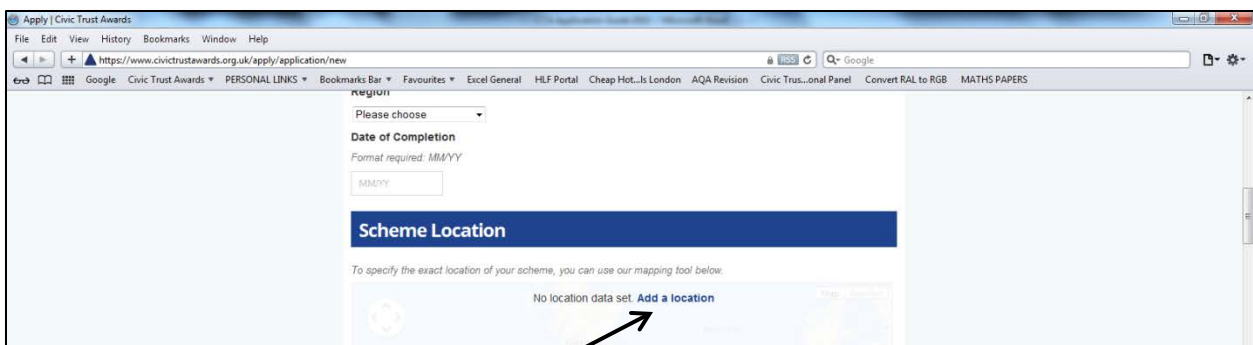 Apply | Civic Trust Awards
File Edit View History Bookmarks Window Help
https://www.civictrustawards.org.uk/apply/application/new RSS Google
Google Civic Trust Awards PERSONAL LINKS Bookmarks Bar Favourites Excel General HLF Portal Cheap Hot...ls London AQA Revision Civic Trus...onal Panel Convert RAL to RGB MATHS PAPERS
Region
Please choose
Date of Completion
Format required: MM/YY
MM/YY
Scheme Location
To specify the exact location of your scheme, you can use our mapping tool below.
No location data set. Add a location